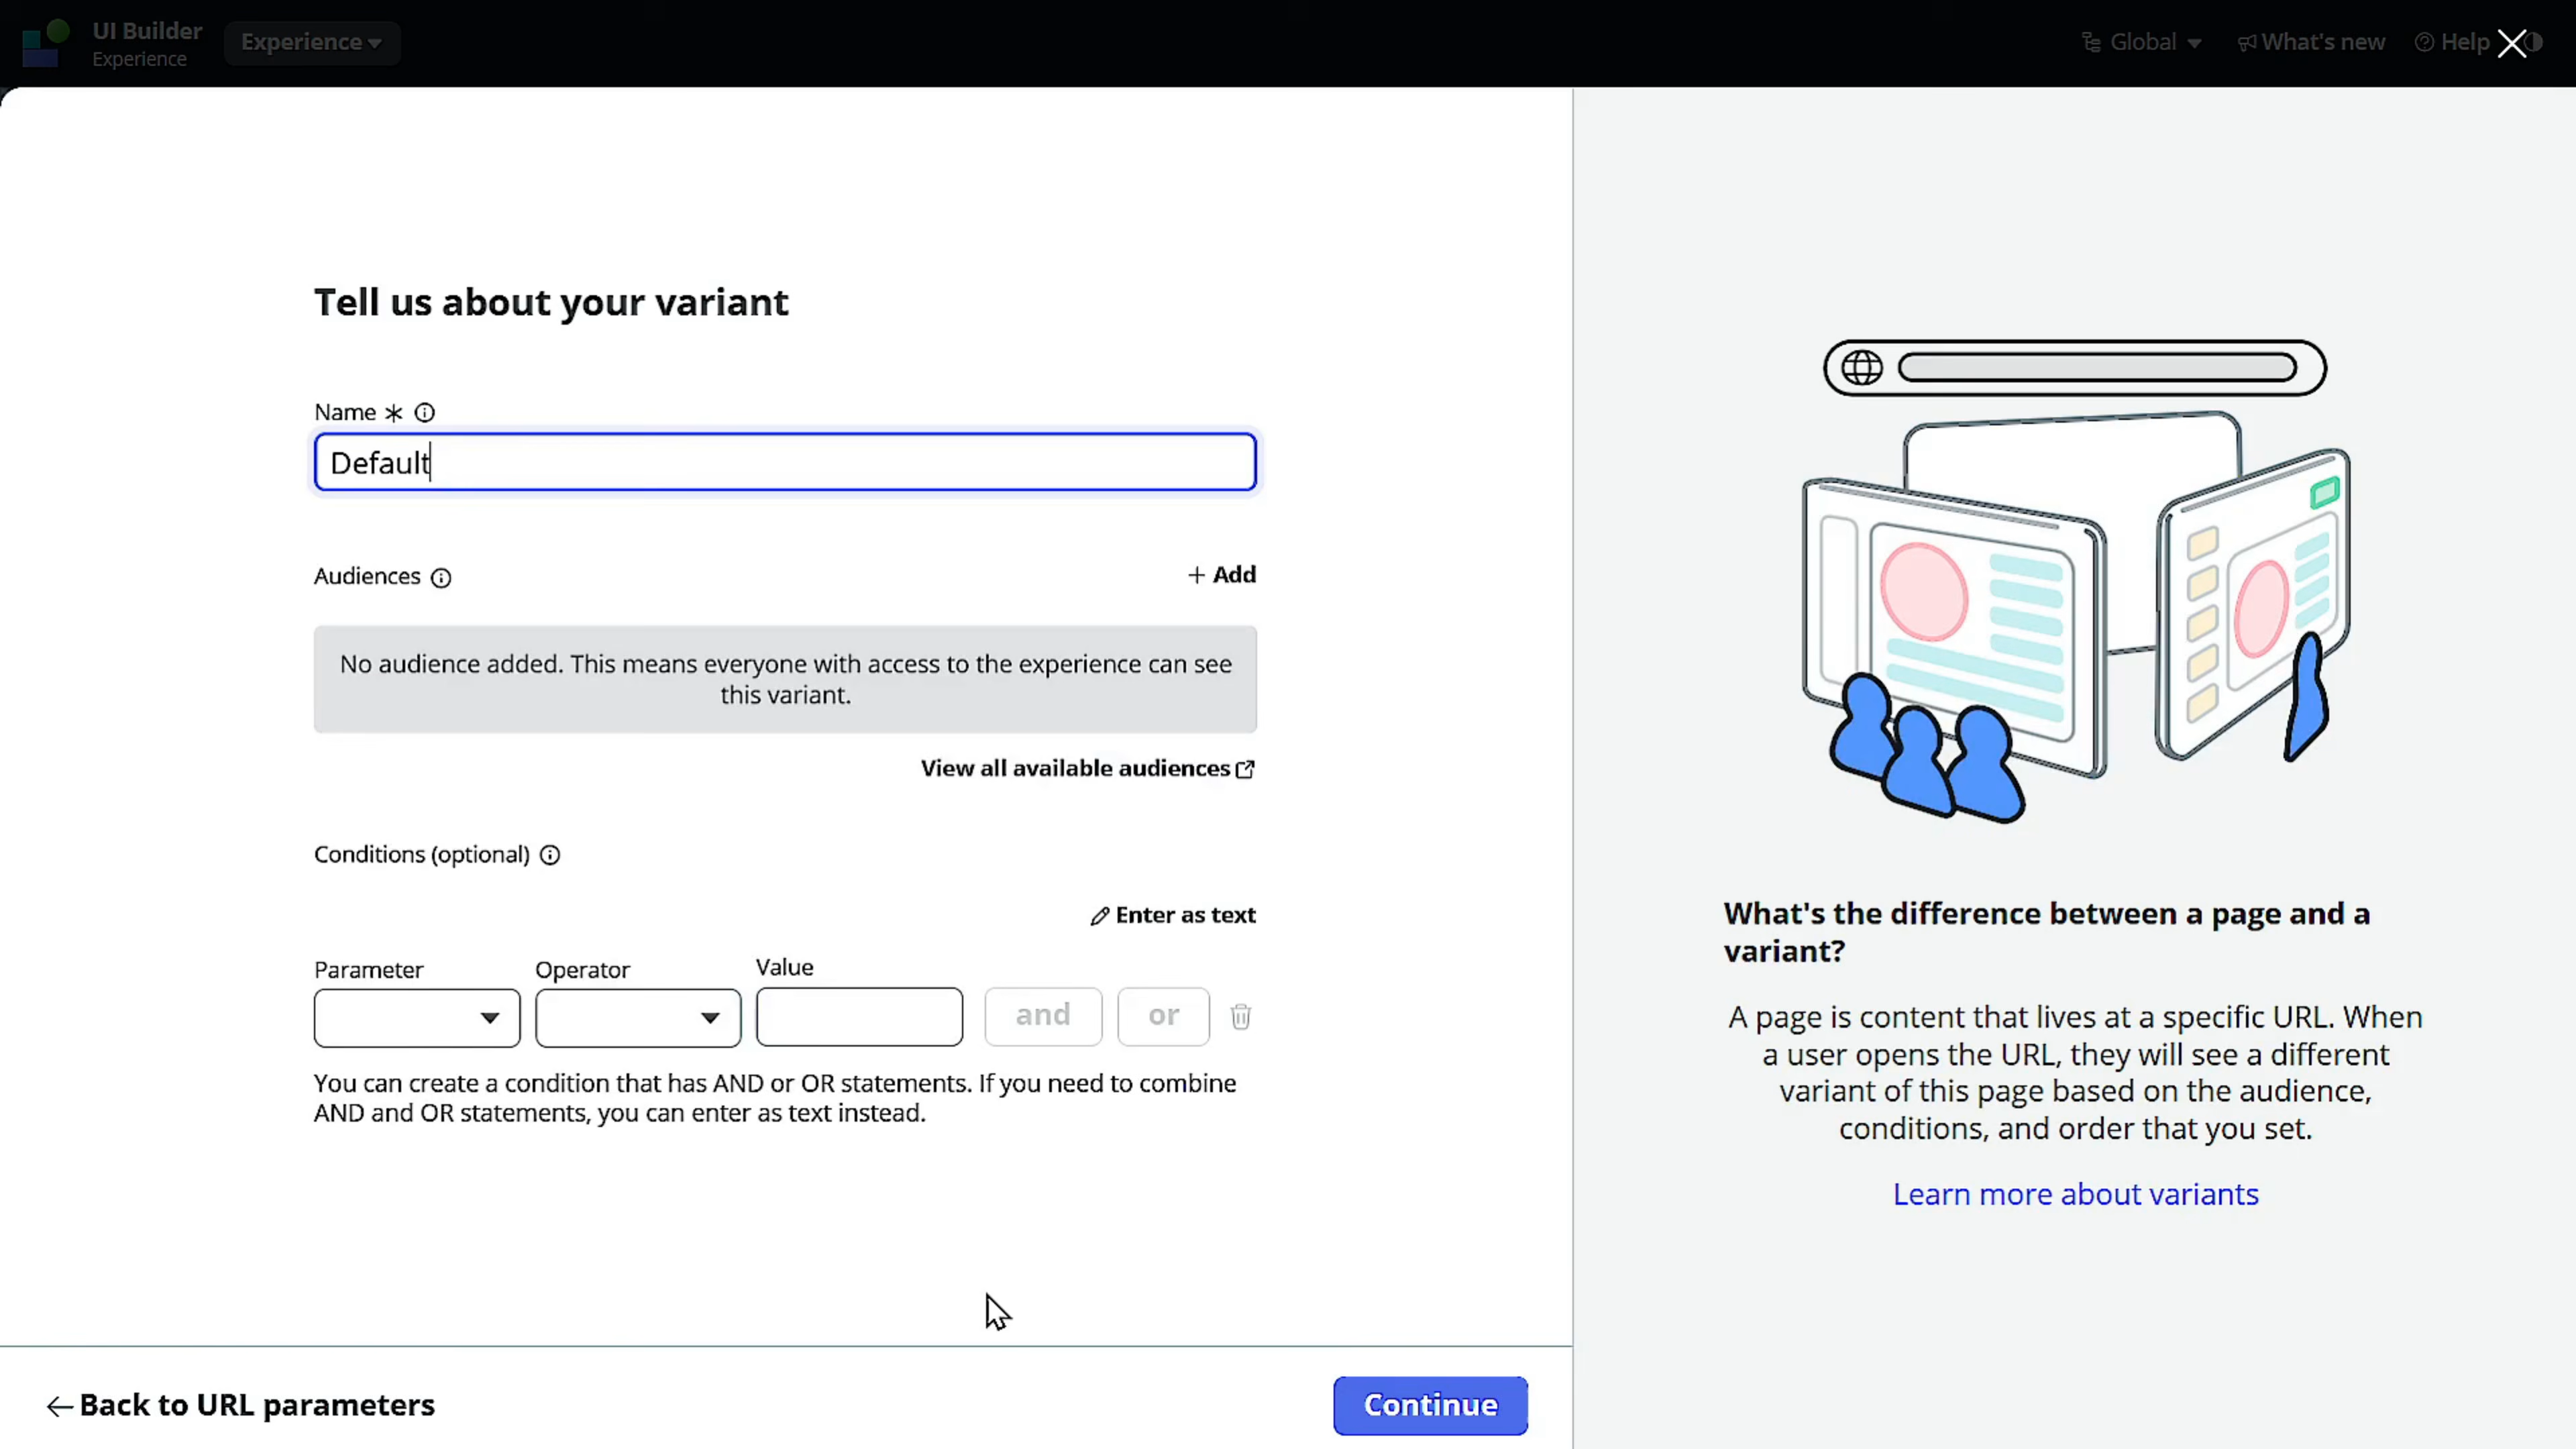 UI Builder
Experience
Experience
Global
What's new
Help
Tell us about your variant
Name *
Default
Audiences
+ Add
No audience added. This means everyone with access to the experience can see
this variant.
View all available audiences
Conditions (optional)
Enter as text
Parameter
Operator
Value
and
or
You can create a condition that has AND or OR statements. If you need to combine
AND and OR statements, you can enter as text instead.
Back to URL parameters
Continue
What's the difference between a page and a
variant?
A page is content that lives at a specific URL. When
a user opens the URL, they will see a different
variant of this page based on the audience,
conditions, and order that you set.
Learn more about variants